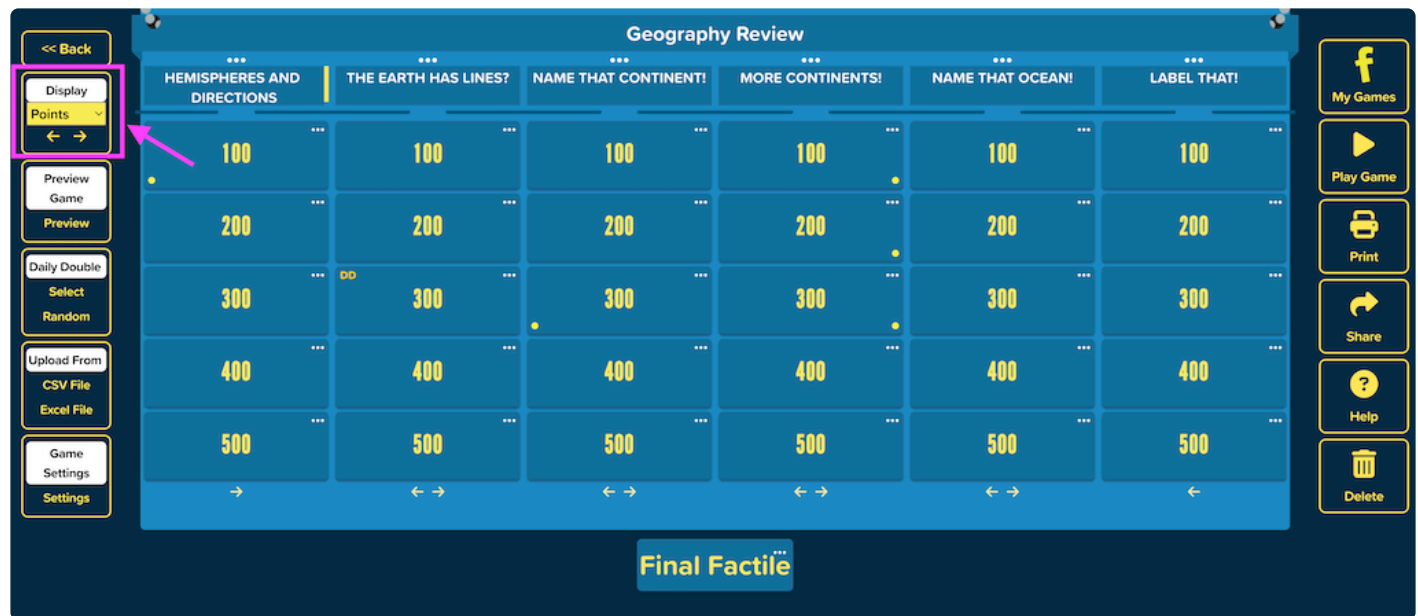 Geography Review
<< Back
Display
Points
Preview
Game
Preview
Daily Double
Select
Random
Upload From
CSV File
Excel File
Game
Settings
Settings
HEMISPHERES AND
DIRECTIONS
THE EARTH HAS LINES?
NAME THAT CONTINENT!
MORE CONTINENTS!
NAME THAT OCEAN!
LABEL THAT!
100 100 100 100 100 100
200 200 200 200 200 200
DD
300 300 300 300 300 300
400 400 400 400 400 400
500 500 500 500 500 500
Final Factile
My Games
Play Game
Print
Share
?
Help
Delete